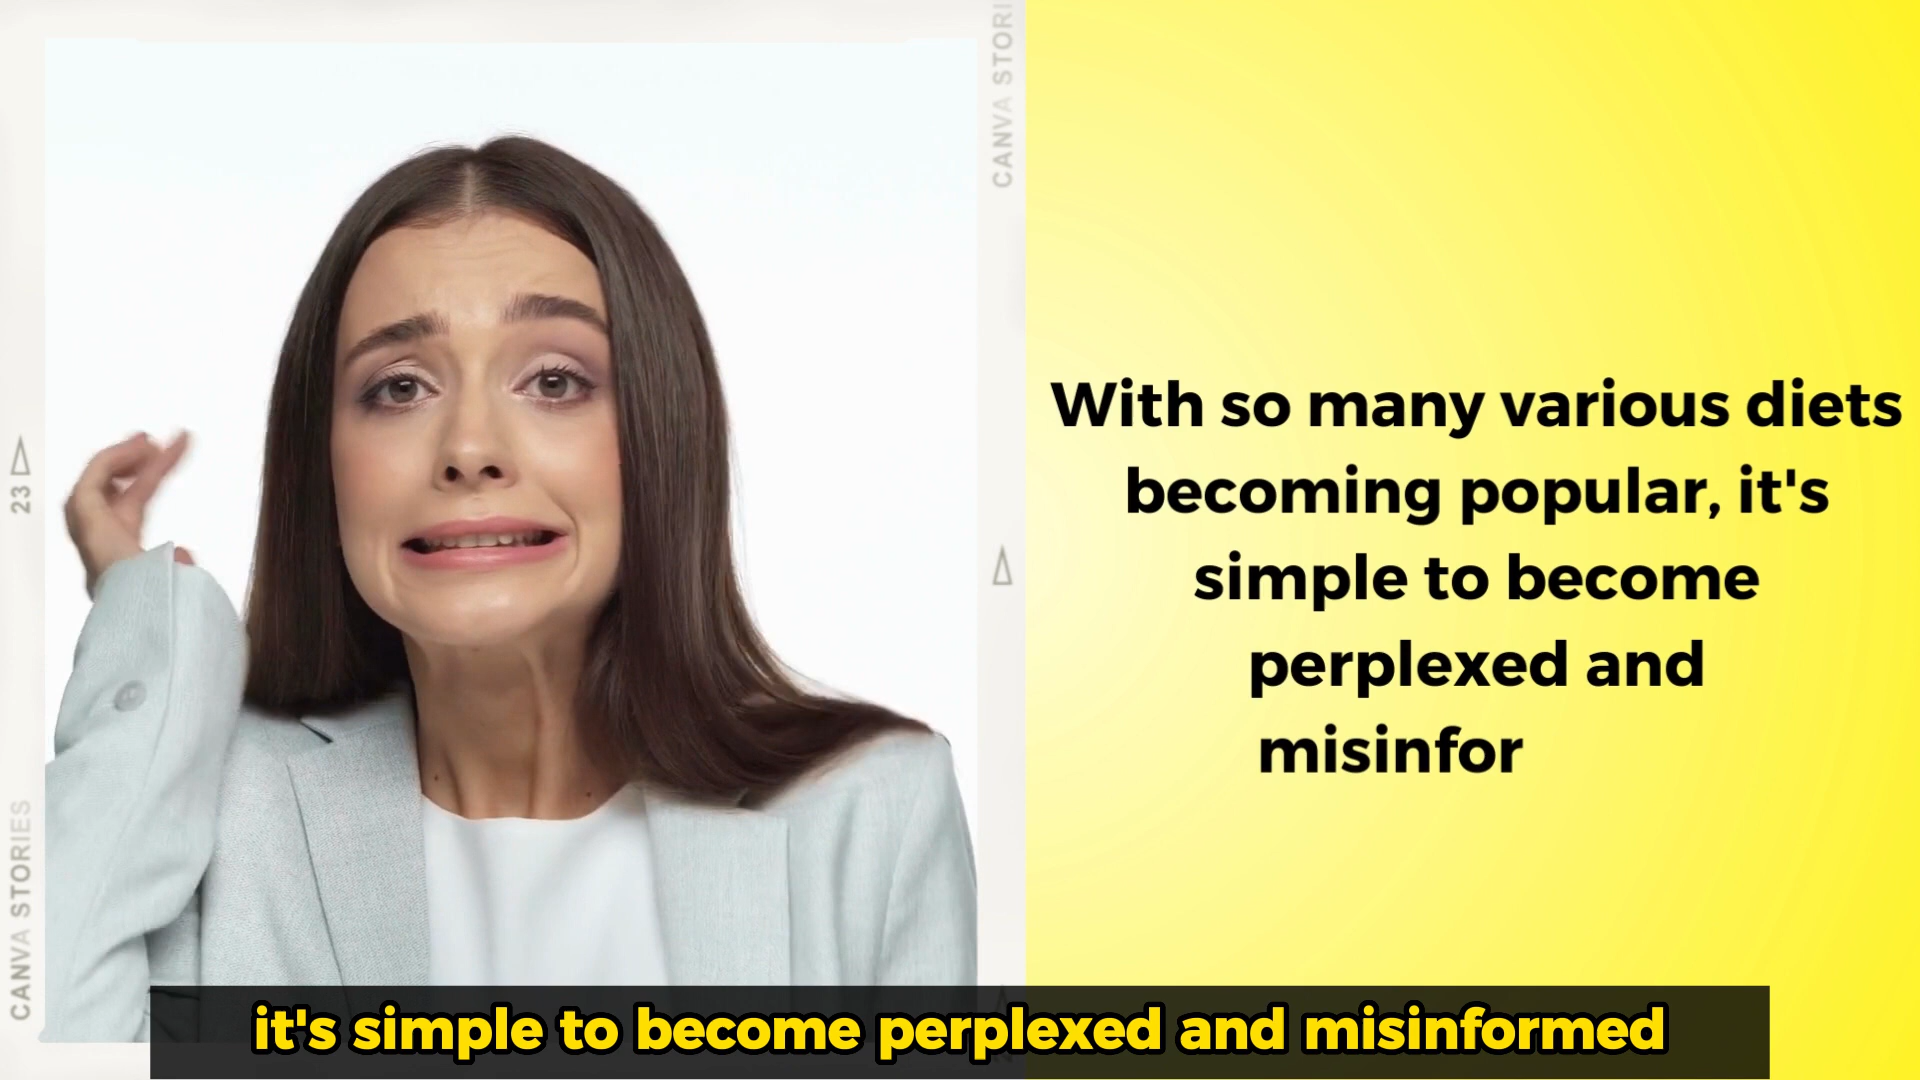 CANVA STORI
23
CANVA STORIES
With so many various diets
becoming popular, it's
simple to become
perplexed and
misinfor
it's simple to become perplexed and misinformed